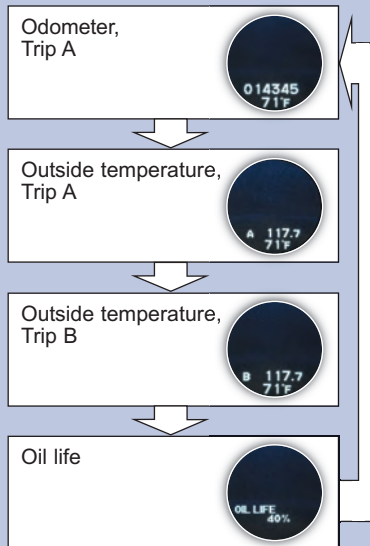 Odometer,
Trip A
014345
71°F
Outside temperature,
Trip A
A 117.7
71°F
Outside temperature,
Trip B
B 117.7
71°F
Oil life
OIL LIFE
40%